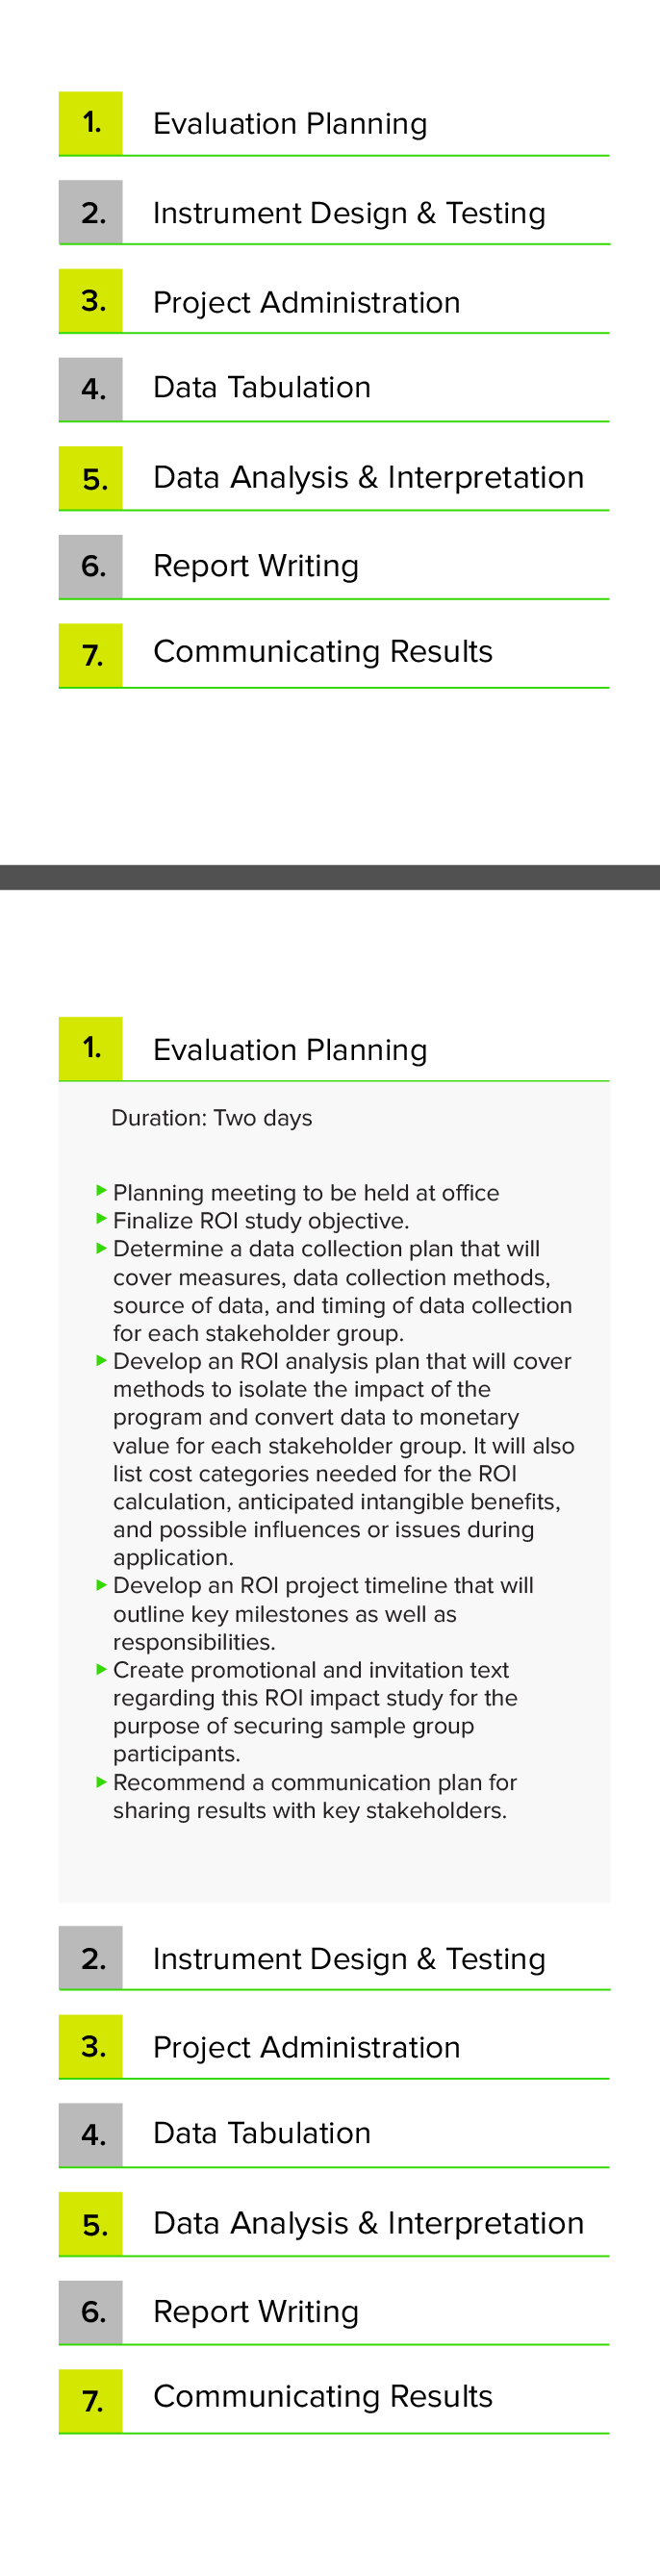 1. Evaluation Planning
2. Instrument Design & Testing
3. Project Administration
4. Data Tabulation
5. Data Analysis & Interpretation
6. Report Writing
7. Communicating Results
1. Evaluation Planning
Duration: Two days
Planning meeting to be held at office
Finalize ROI study objective.
Determine a data collection plan that will
cover measures, data collection methods,
source of data, and timing of data collection
for each stakeholder group.
Develop an ROI analysis plan that will cover
methods to isolate the impact of the
program and convert data to monetary
value for each stakeholder group. It will also
list cost categories needed for the ROI
calculation, anticipated intangible benefits,
and possible influences or issues during
application.
Develop an ROI project timeline that will
outline key milestones as well as
responsibilities.
Create promotional and invitation text
regarding this ROI impact study for the
purpose of securing sample group
participants.
Recommend a communication plan for
sharing results with key stakeholders.
2. Instrument Design & Testing
3. Project Administration
4. Data Tabulation
5. Data Analysis & Interpretation
6. Report Writing
7. Communicating Results